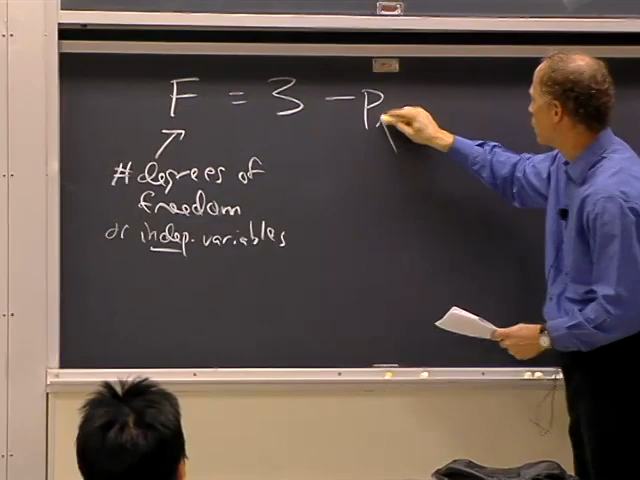 F = 3 - P
# degrees of
freedom
or indep. variables